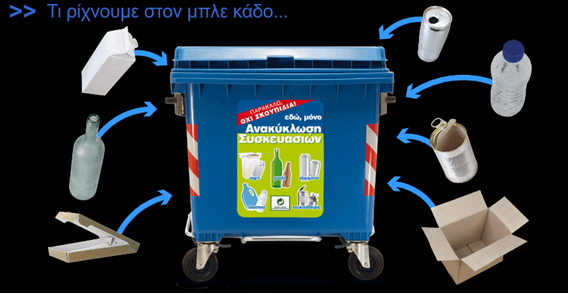 >> Τι ρίχνουμε στον μπλε κάδο...
ΠΑΡΑΚΑΛΩ,
ΟΧΙ ΣΚΟΥΠΙΔΙΑ!
εδώ, μόνο
Ανακύκλωση
Συσκευασιών